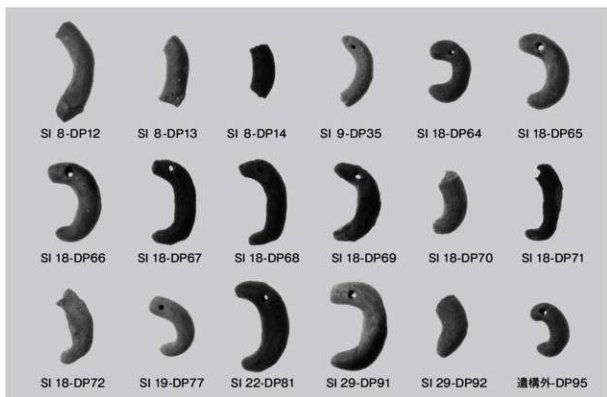 SI 8-DP12 SI 8-DP13 SI 8-DP14 SI 9-DP35 SI 18-DP64 SI 18-DP65
SI 18-DP66 SI 18-DP67 SI 18-DP68 SI 18-DP69 SI 18-DP70 SI 18-DP71
SI 18-DP72 SI 19-DP77 SI 22-DP81 SI 29-DP91 SI 29-DP92 遺構外-DP95